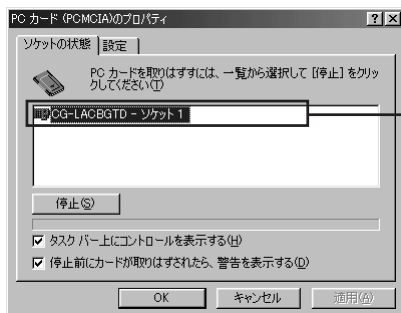 PC カード (PCMCIA)のプロパティ
ソケットの状態 設定
PC カードを取りはずすには、一覧から選択して [停止] をクリッ
クしてください(T)
CG-LACBGTD - ソケット 1
停止(S)
タスク バー上にコントロールを表示する(H)
停止前にカードが取りはずされたら、警告を表示する(D)
OK キャンセル 適用(A)